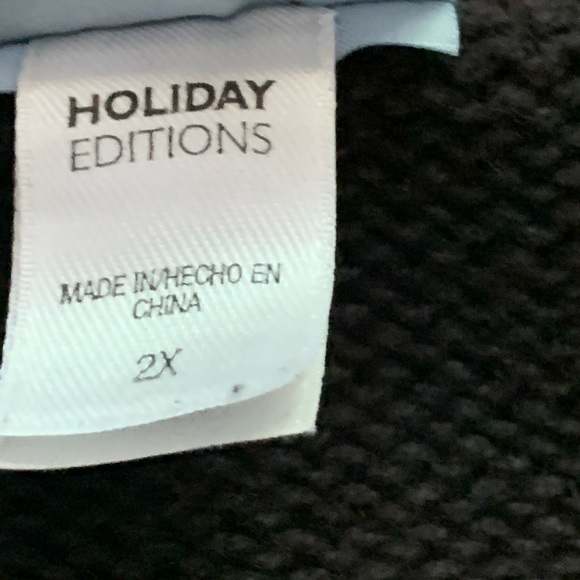 HOLIDAY
EDITIONS
MADE IN/HECHO EN
CHINA
2X